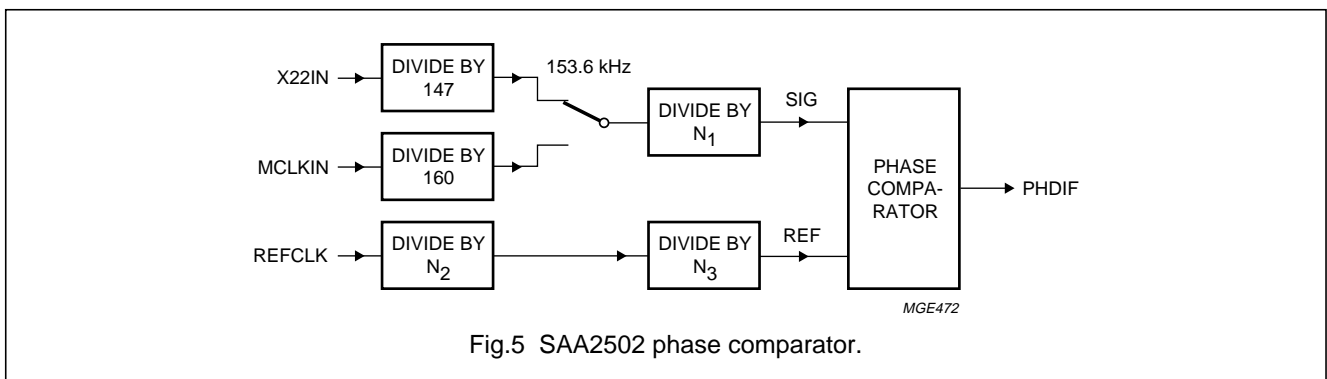 X22IN
DIVIDE BY
147
153.6 kHz
DIVIDE BY
N1
SIG
MCLKIN
DIVIDE BY
160
PHASE
COMPA-
RATOR
PHDIF
REFCLK
DIVIDE BY
N2
DIVIDE BY
N3
REF
MGE472
Fig.5 SAA2502 phase comparator.